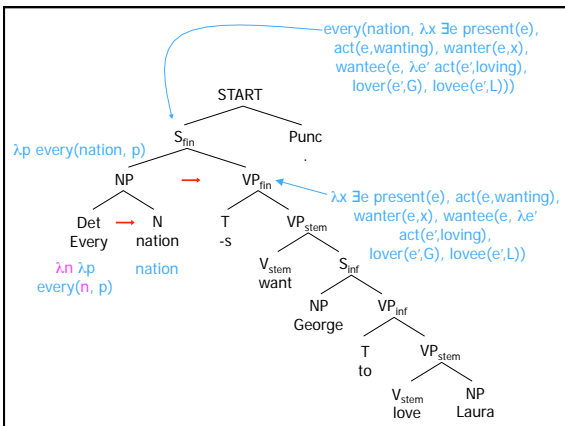 every(nation, λx ∃e present(e),
act(e,wanting), wanter(e,x),
wantee(e, λe' act(e',loving),
lover(e',G), lovee(e',L)))
START
S_fin
Punc
.
λp every(nation, p)
NP
VP_fin
λx ∃e present(e), act(e,wanting),
wanter(e,x), wantee(e, λe'
act(e',loving),
lover(e',G), lovee(e',L))
Det
Every
N
nation
T
-s
VP_stem
λn λp
every(n, p)
nation
V_stem
want
S_inf
NP
George
VP_inf
T
to
VP_stem
V_stem
love
NP
Laura